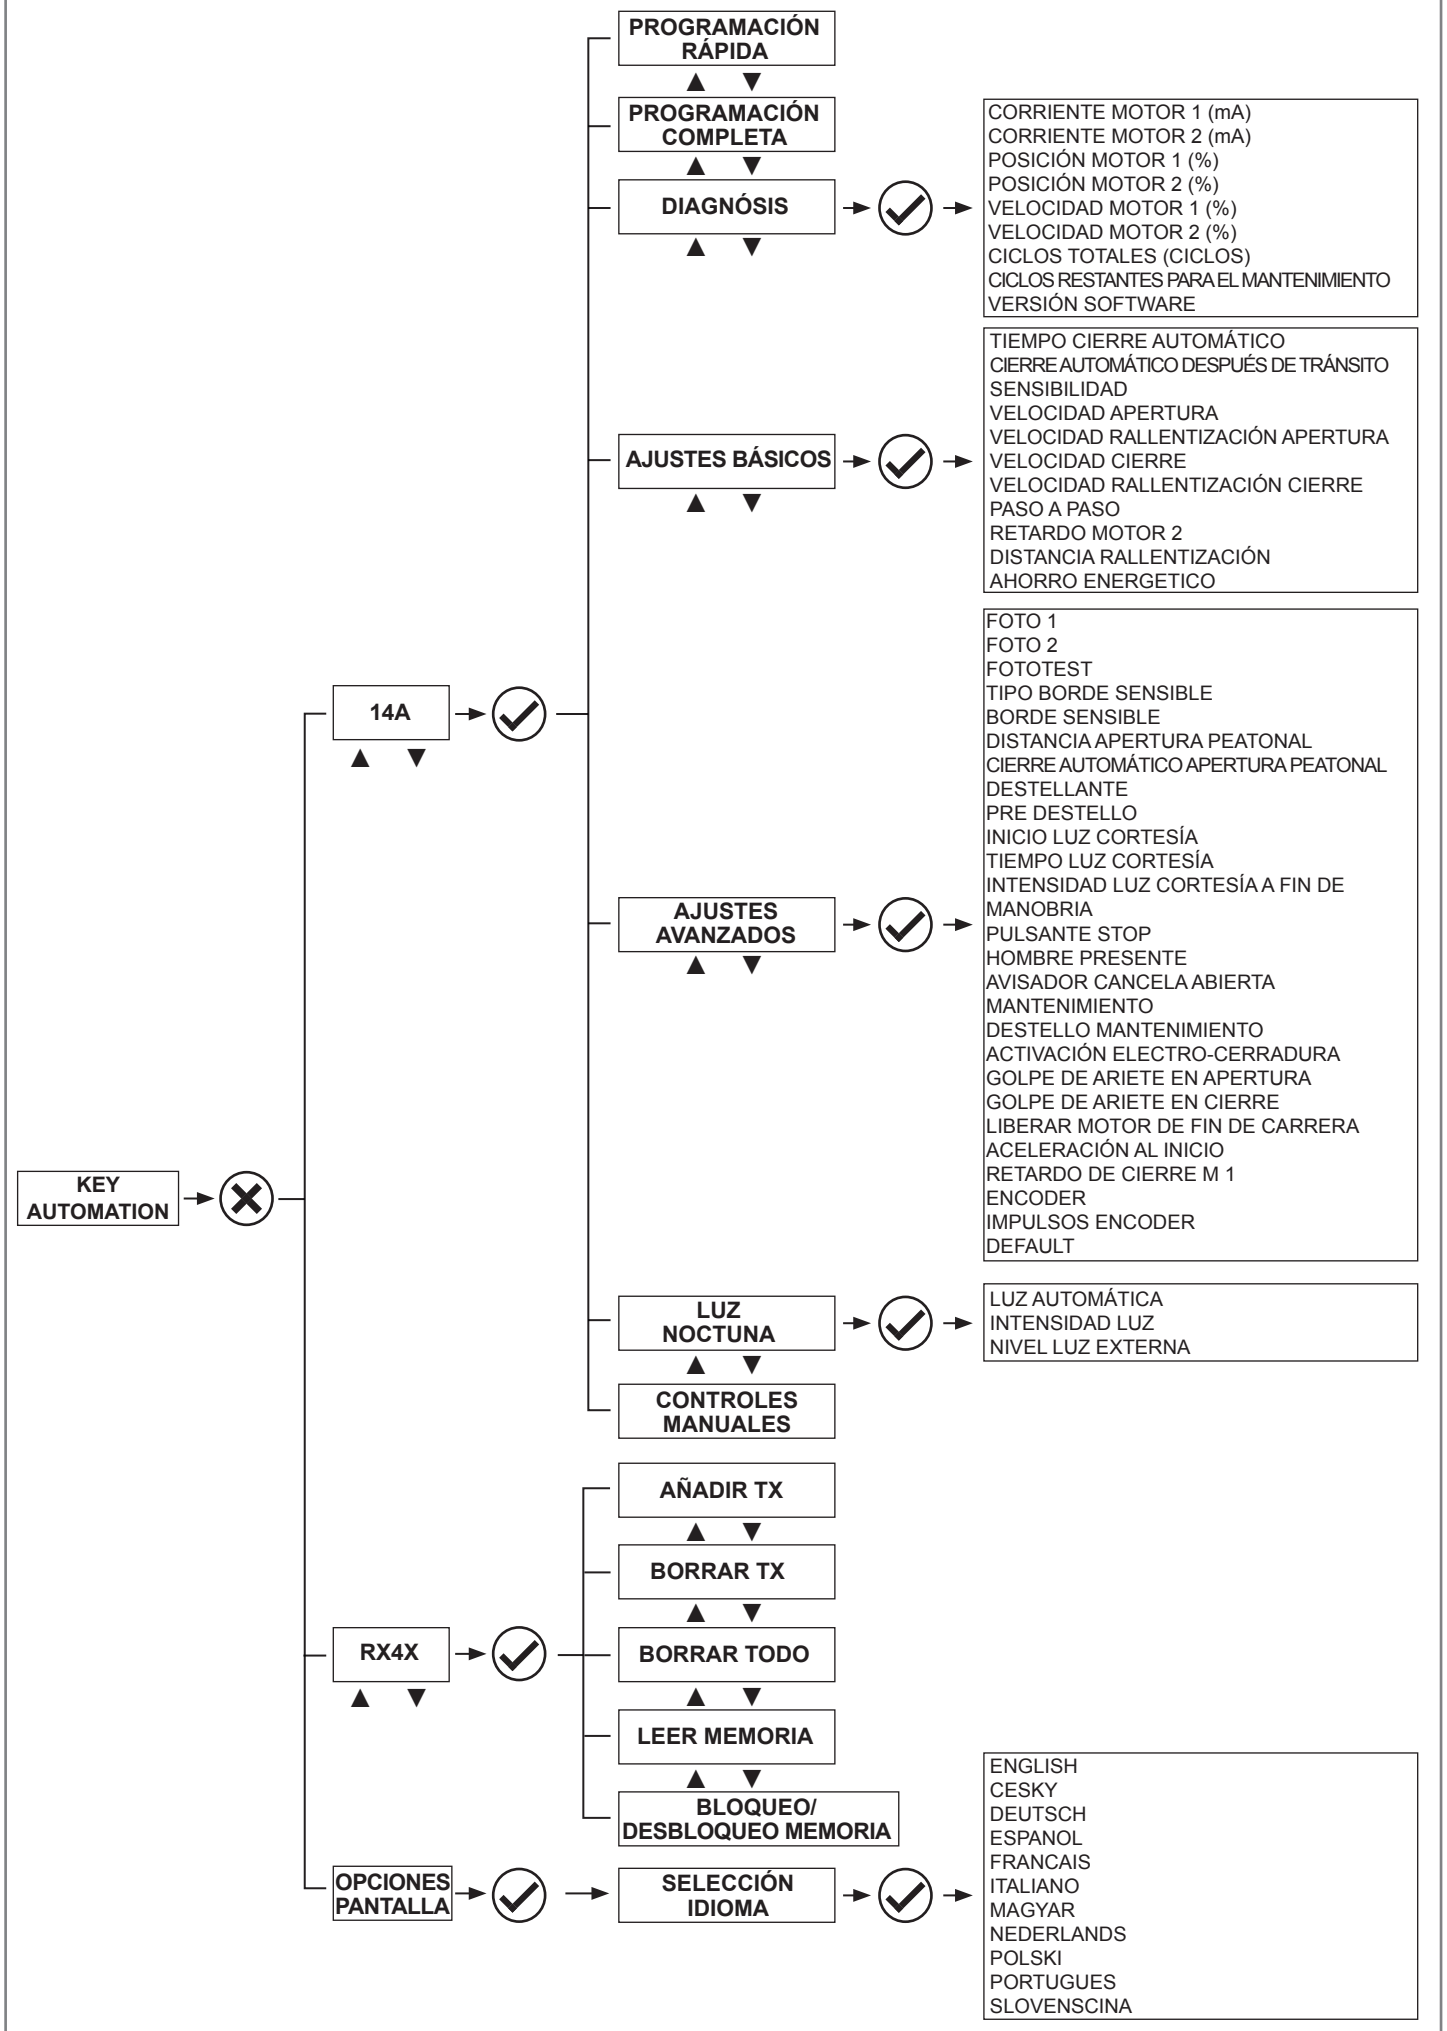 PROGRAMACIÓN
RÁPIDA
PROGRAMACIÓN
COMPLETA
DIAGNÓSIS
CORRIENTE MOTOR 1 (mA)
CORRIENTE MOTOR 2 (mA)
POSICIÓN MOTOR 1 (%)
POSICIÓN MOTOR 2 (%)
VELOCIDAD MOTOR 1 (%)
VELOCIDAD MOTOR 2 (%)
CICLOS TOTALES (CICLOS)
CICLOS RESTANTES PARA EL MANTENIMIENTO
VERSIÓN SOFTWARE
AJUSTES BÁSICOS
TIEMPO CIERRE AUTOMÁTICO
CIERRE AUTOMÁTICO DESPUÉS DE TRÁNSITO
SENSIBILIDAD
VELOCIDAD APERTURA
VELOCIDAD RALLENTIZACIÓN APERTURA
VELOCIDAD CIERRE
VELOCIDAD RALLENTIZACIÓN CIERRE
PASO A PASO
RETARDO MOTOR 2
DISTANCIA RALLENTIZACIÓN
AHORRO ENERGETICO
14A
AJUSTES
AVANZADOS
FOTO 1
FOTO 2
FOTOTEST
TIPO BORDE SENSIBLE
BORDE SENSIBLE
DISTANCIA APERTURA PEATONAL
CIERRE AUTOMÁTICO APERTURA PEATONAL
DESTELLANTE
PRE DESTELLO
INICIO LUZ CORTESÍA
TIEMPO LUZ CORTESÍA
INTENSIDAD LUZ CORTESÍA A FIN DE
MANOBRIA
PULSANTE STOP
HOMBRE PRESENTE
AVISADOR CANCELA ABIERTA
MANTENIMIENTO
DESTELLO MANTENIMIENTO
ACTIVACIÓN ELECTRO-CERRADURA
GOLPE DE ARIETE EN APERTURA
GOLPE DE ARIETE EN CIERRE
LIBERAR MOTOR DE FIN DE CARRERA
ACELERACIÓN AL INICIO
RETARDO DE CIERRE M 1
ENCODER
IMPULSOS ENCODER
DEFAULT
KEY
AUTOMATION
LUZ
NOCTUNA
LUZ AUTOMÁTICA
INTENSIDAD LUZ
NIVEL LUZ EXTERNA
CONTROLES
MANUALES
AÑADIR TX
BORRAR TX
RX4X
BORRAR TODO
LEER MEMORIA
BLOQUEO/
DESBLOQUEO MEMORIA
OPCIONES
PANTALLA
SELECCIÓN
IDIOMA
ENGLISH
CESKY
DEUTSCH
ESPANOL
FRANCAIS
ITALIANO
MAGYAR
NEDERLANDS
POLSKI
PORTUGUES
SLOVENSCINA